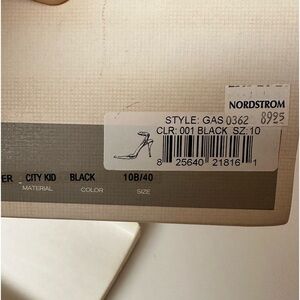 NORDSTROM
STYLE: GAS 0362 8925
CLR: 001 BLACK SZ: 10
8 25640 21816 1
ER CITY KID BLACK 10B/40
MATERIAL COLOR SIZE